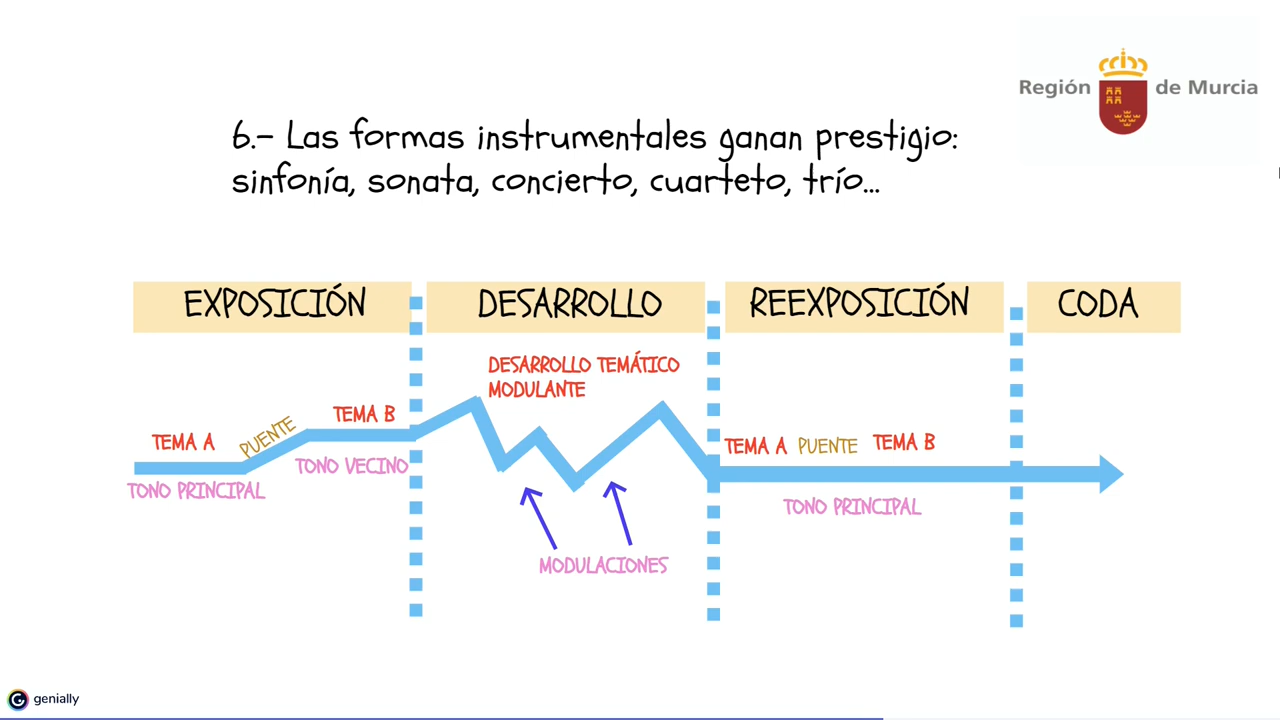 Región de Murcia
6.- Las formas instrumentales ganan prestigio:
sinfonía, sonata, concierto, cuarteto, trío...
EXPOSICIÓN
DESARROLLO
REEXPOSICIÓN
CODA
TEMA A
PUENTE
TEMA B
TONO PRINCIPAL
TONO VECINO
DESARROLLO TEMÁTICO
MODULANTE
MODULACIONES
TEMA A PUENTE TEMA B
TONO PRINCIPAL
G genially